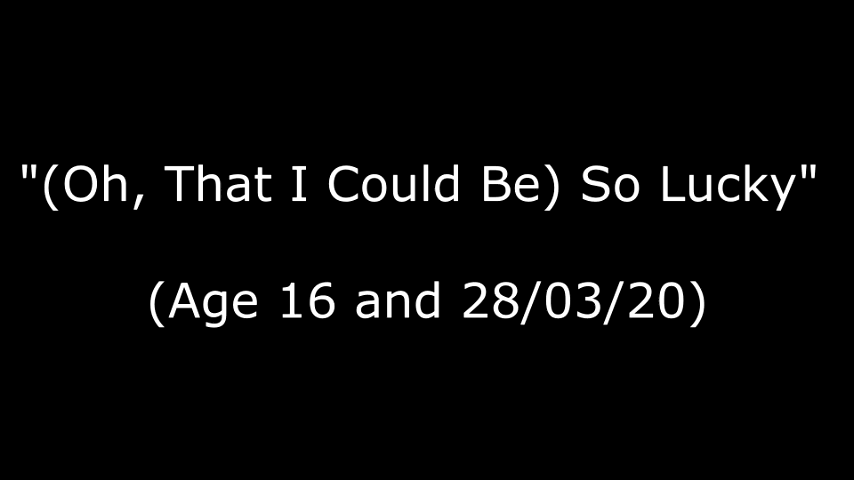 "(Oh, That I Could Be) So Lucky"
(Age 16 and 28/03/20)